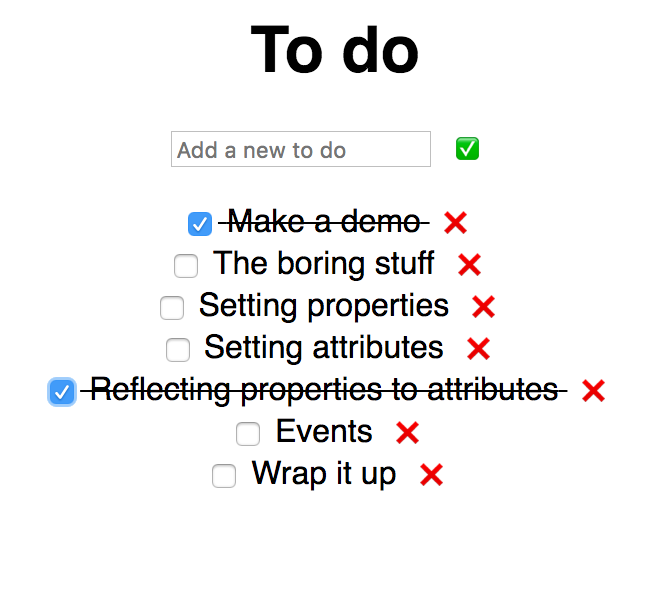 To do
Add a new to do
Make a demo
The boring stuff
Setting properties
Setting attributes
Reflecting properties to attributes
Events
Wrap it up